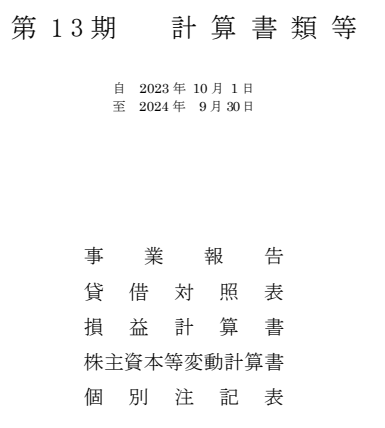 第13期 計算書類等
自 2023年 10月 1日
至 2024年 9月30日
事業報告
貸借対照表
損益計算書
株主資本等変動計算書
個別注記表